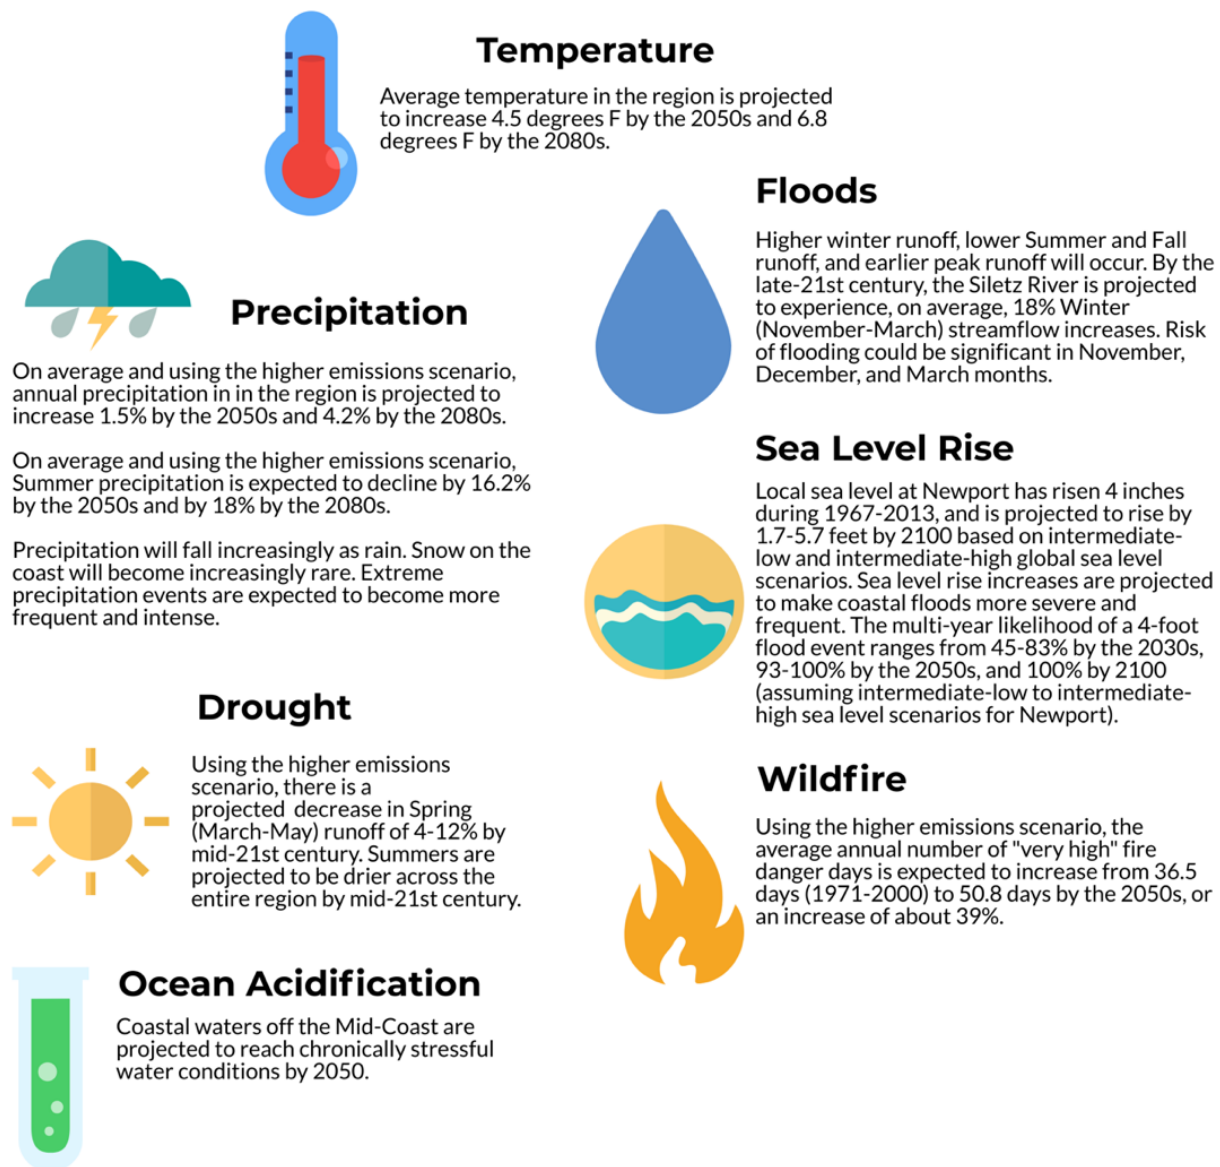 Temperature
Average temperature in the region is projected
to increase 4.5 degrees F by the 2050s and 6.8
degrees F by the 2080s.
Precipitation
On average and using the higher emissions scenario,
annual precipitation in in the region is projected to
increase 1.5% by the 2050s and 4.2% by the 2080s.
On average and using the higher emissions scenario,
Summer precipitation is expected to decline by 16.2%
by the 2050s and by 18% by the 2080s.
Precipitation will fall increasingly as rain. Snow on the
coast will become increasingly rare. Extreme
precipitation events are expected to become more
frequent and intense.
Drought
Using the higher emissions
scenario, there is a
projected  decrease in Spring
(March-May) runoff of 4-12% by
mid-21st century. Summers are
projected to be drier across the
entire region by mid-21st century.
Ocean Acidification
Coastal waters off the Mid-Coast are
projected to reach chronically stressful
water conditions by 2050.
Floods
Higher winter runoff, lower Summer and Fall
runoff, and earlier peak runoff will occur. By the
late-21st century, the Siletz River is projected
to experience, on average, 18% Winter
(November-March) streamflow increases. Risk
of flooding could be significant in November,
December, and March months.
Sea Level Rise
Local sea level at Newport has risen 4 inches
during 1967-2013, and is projected to rise by
1.7-5.7 feet by 2100 based on intermediate-
low and intermediate-high global sea level
scenarios. Sea level rise increases are projected
to make coastal floods more severe and
frequent. The multi-year likelihood of a 4-foot
flood event ranges from 45-83% by the 2030s,
93-100% by the 2050s, and 100% by 2100
(assuming intermediate-low to intermediate-
high sea level scenarios for Newport).
Wildfire
Using the higher emissions scenario, the
average annual number of "very high" fire
danger days is expected to increase from 36.5
days (1971-2000) to 50.8 days by the 2050s, or
an increase of about 39%.